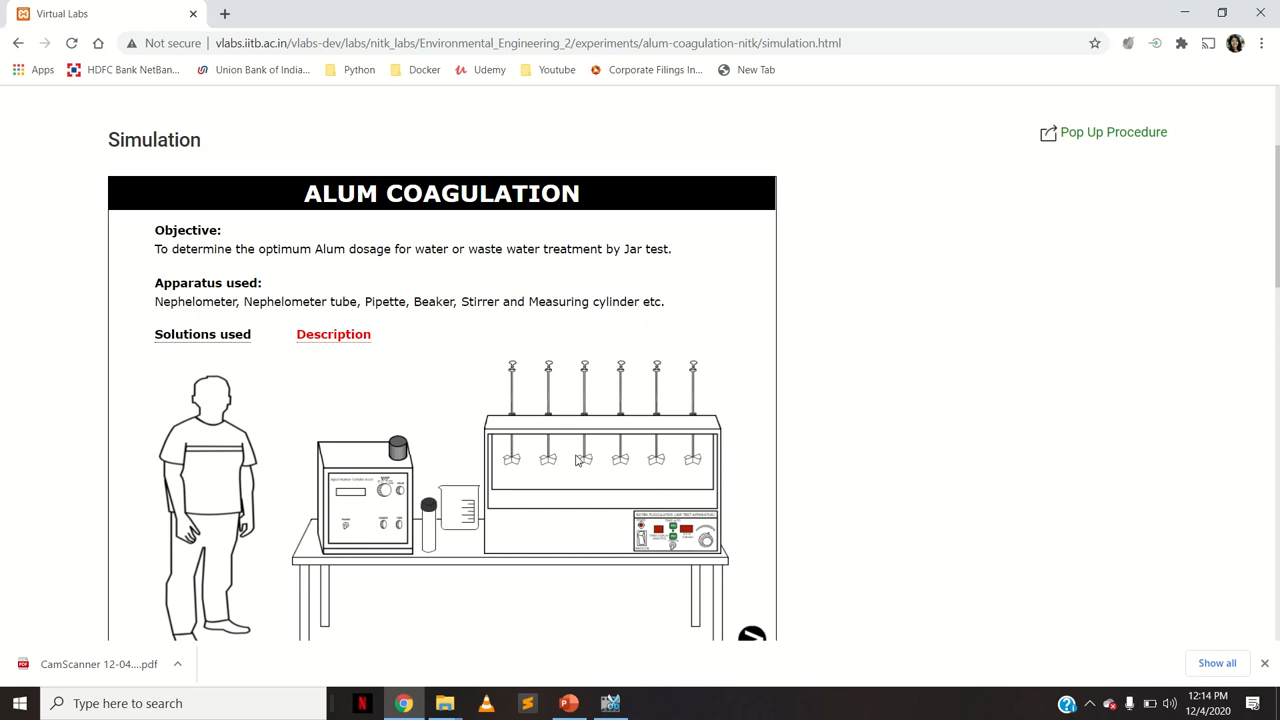 Virtual Labs
Not secure
vlabs.iitb.ac.in/vlabs-dev/labs/nitk_labs/Environmental_Engineering_2/experiments/alum-coagulation-nitk/simulation.html
Apps
HDFC Bank NetBan...
Union Bank of India...
Python
Docker
Udemy
Youtube
Corporate Filings In...
New Tab
Simulation
Pop Up Procedure
ALUM COAGULATION
Objective:
To determine the optimum Alum dosage for water or waste water treatment by Jar test.
Apparatus used:
Nephelometer, Nephelometer tube, Pipette, Beaker, Stirrer and Measuring cylinder etc.
Solutions used Description
CamScanner 12-04....pdf
Show all
Type here to search
12:14 PM
12/4/2020